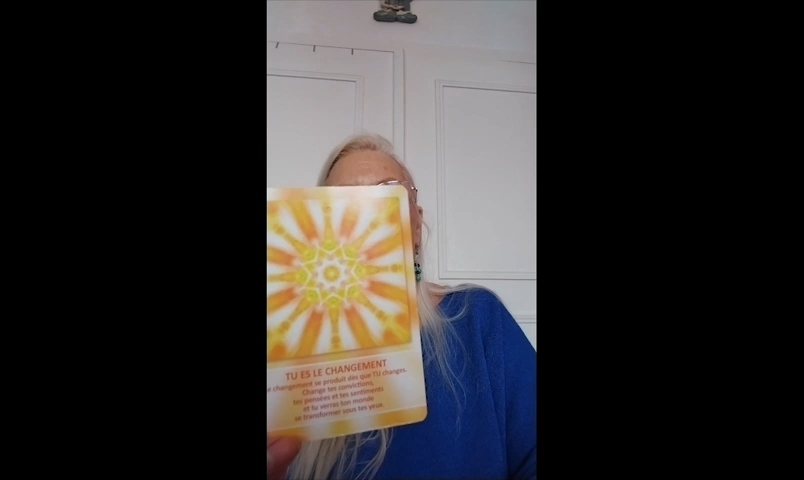 TU ES LE CHANGEMENT
e changement se produit dès que TU changes.
Change tes convictions,
tes pensées et tes sentiments
et tu verras ton monde
se transformer sous tes yeux.